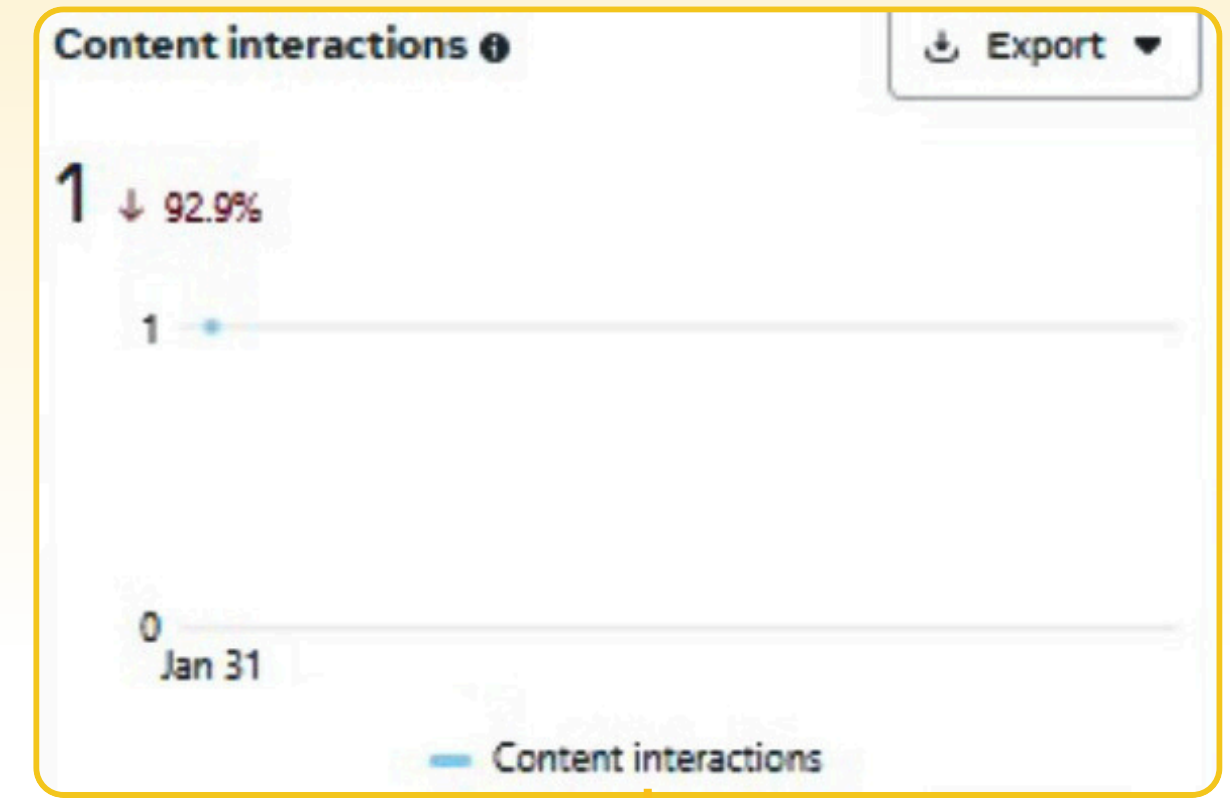 Content interactions
Export
1 ↓ 92.9%
1
0
Jan 31
Content interactions